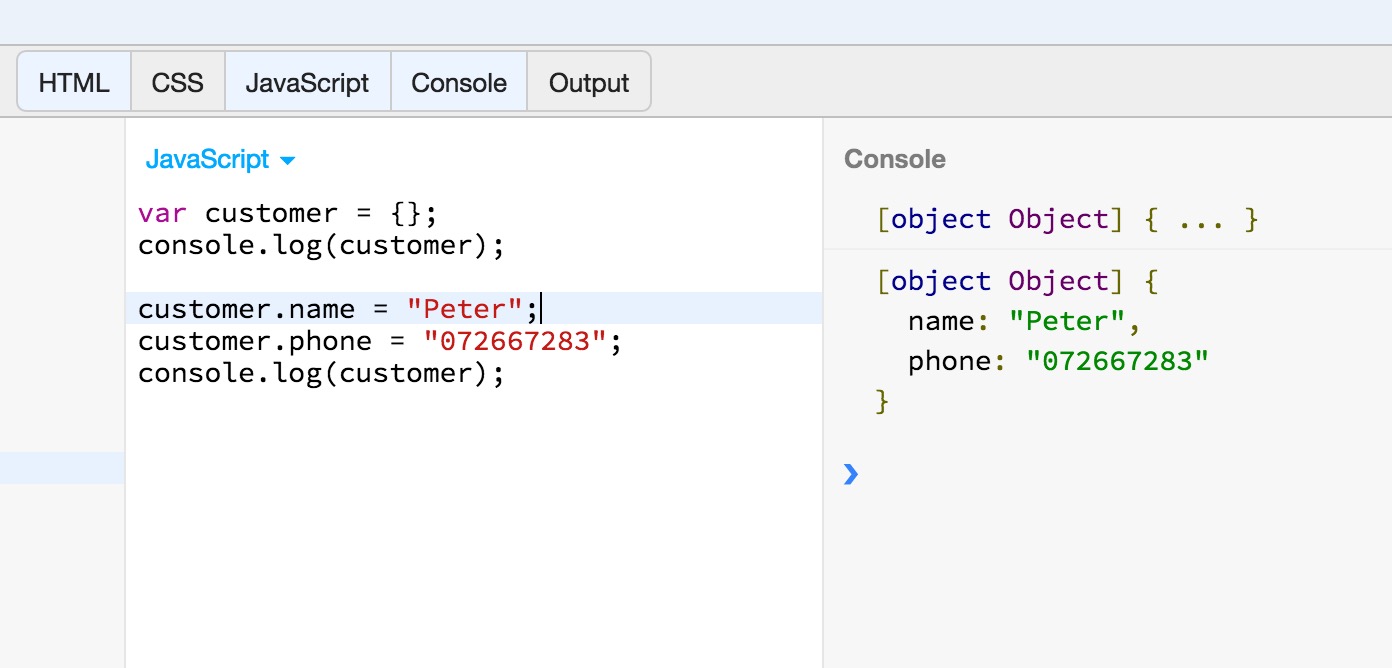 HTML CSS JavaScript Console Output
JavaScript
var customer = {};
console.log(customer);
customer.name = "Peter";
customer.phone = "072667283";
console.log(customer);
Console
[object Object] { ... }
[object Object] {
name: "Peter",
phone: "072667283"
}